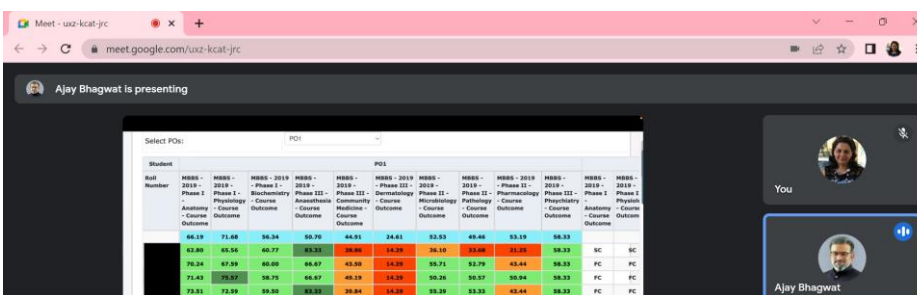 Meet - uxz-kcat-jrc
meet.google.com/uxz-kcat-jrc
Ajay Bhagwat is presenting
Select POs: PO1
Student PO1
Roll Number
MBBS - 2019 - Phase I - Anatomy - Course Outcome
MBBS - 2019 - Phase I - Physiology - Course Outcome
MBBS - 2019 - Phase I - Biochemistry - Course Outcome
MBBS - 2019 - Phase III - Anaesthesia - Course Outcome
MBBS - 2019 - Phase III - Community Medicine - Course Outcome
MBBS - 2019 - Phase III - Dermatology - Course Outcome
MBBS - 2019 - Phase II - Microbiology - Course Outcome
MBBS - 2019 - Phase II - Pathology - Course Outcome
MBBS - 2019 - Phase II - Pharmacology - Course Outcome
MBBS - 2019 - Phase III - Phsychiatry - Course Outcome
MBBS - 2019 - Phase I - Anatomy - Course Outcome
MBBS - 2019 - Phase I - Physiol - Course Outcom
66.19 71.68 56.34 50.70 44.91 24.61 52.53 49.46 53.19 58.33
62.80 65.56 60.77 83.33 14.29 36.10 21.25 58.33 SC SC
70.24 67.59 60.00 66.67 43.50 14.29 55.71 52.79 43.44 58.33 FC FC
71.43 75.57 58.75 66.67 49.19 14.29 50.26 50.57 50.94 58.33 FC FC
73.51 72.59 59.50 83.33 39.84 14.29 55.29 53.33 43.44 58.33 FC FC
You
Ajay Bhagwat